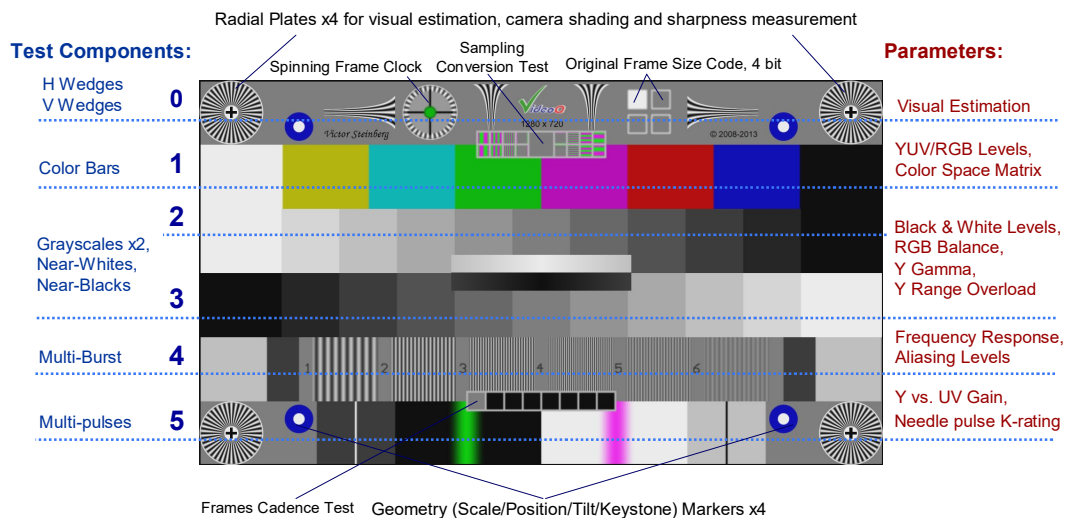 Radial Plates x4 for visual estimation, camera shading and sharpness measurement
Test Components:
Parameters:
Spinning Frame Clock
Sampling
Conversion Test
Original Frame Size Code, 4 bit
H Wedges
V Wedges
0
Visual Estimation
VideoQ
1280 x 720
Victor Steinberg
© 2008-2013
Color Bars
1
YUV/RGB Levels,
Color Space Matrix
2
Grayscales x2,
Near-Whites,
Near-Blacks
Black & White Levels,
RGB Balance,
Y Gamma,
Y Range Overload
3
Multi-Burst
4
1 2 3 4 5 6
Frequency Response,
Aliasing Levels
Multi-pulses
5
Y vs. UV Gain,
Needle pulse K-rating
Frames Cadence Test
Geometry (Scale/Position/Tilt/Keystone) Markers x4